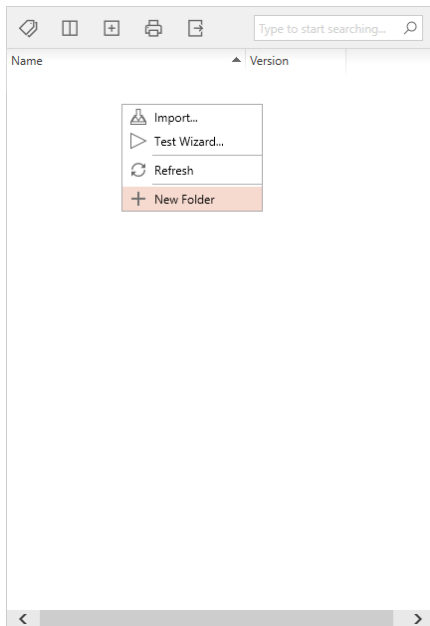 Type to start searching...
Name Version
Import...
Test Wizard...
Refresh
New Folder